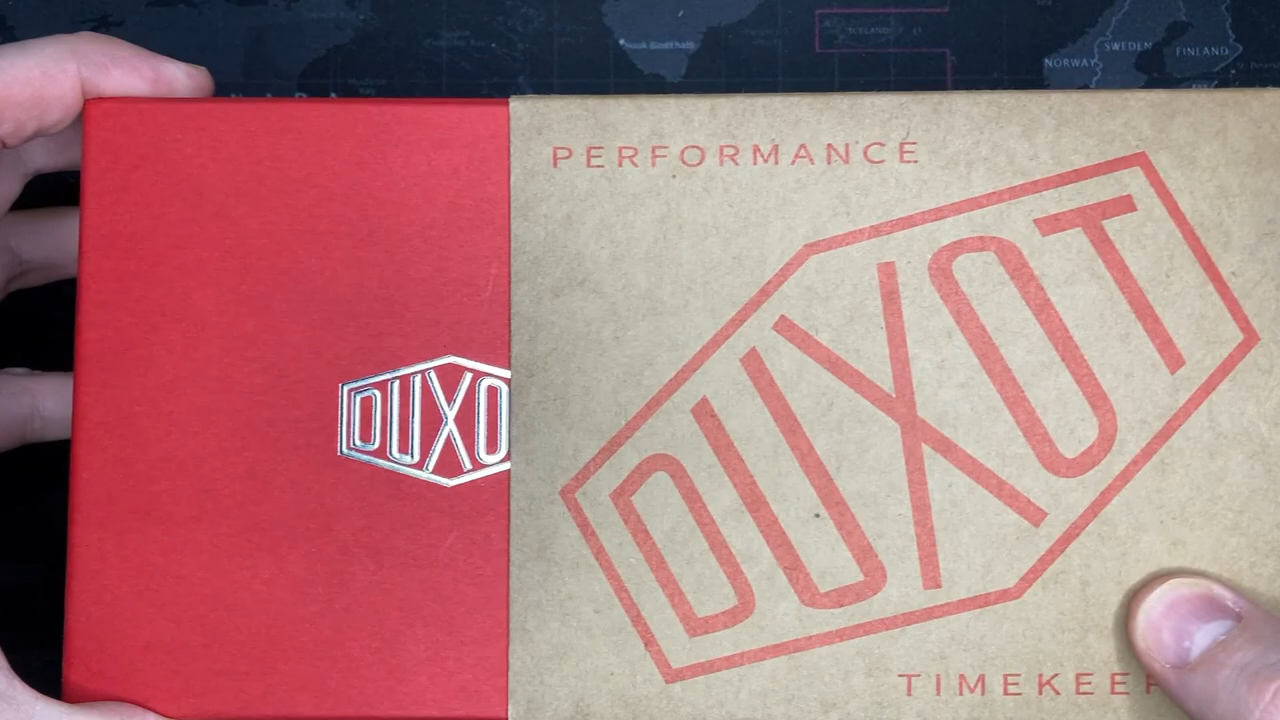 ICELAND
SWEDEN
FINLAND
NORWAY
PERFORMANCE
DUXOT
DUXO
TIMEKEE